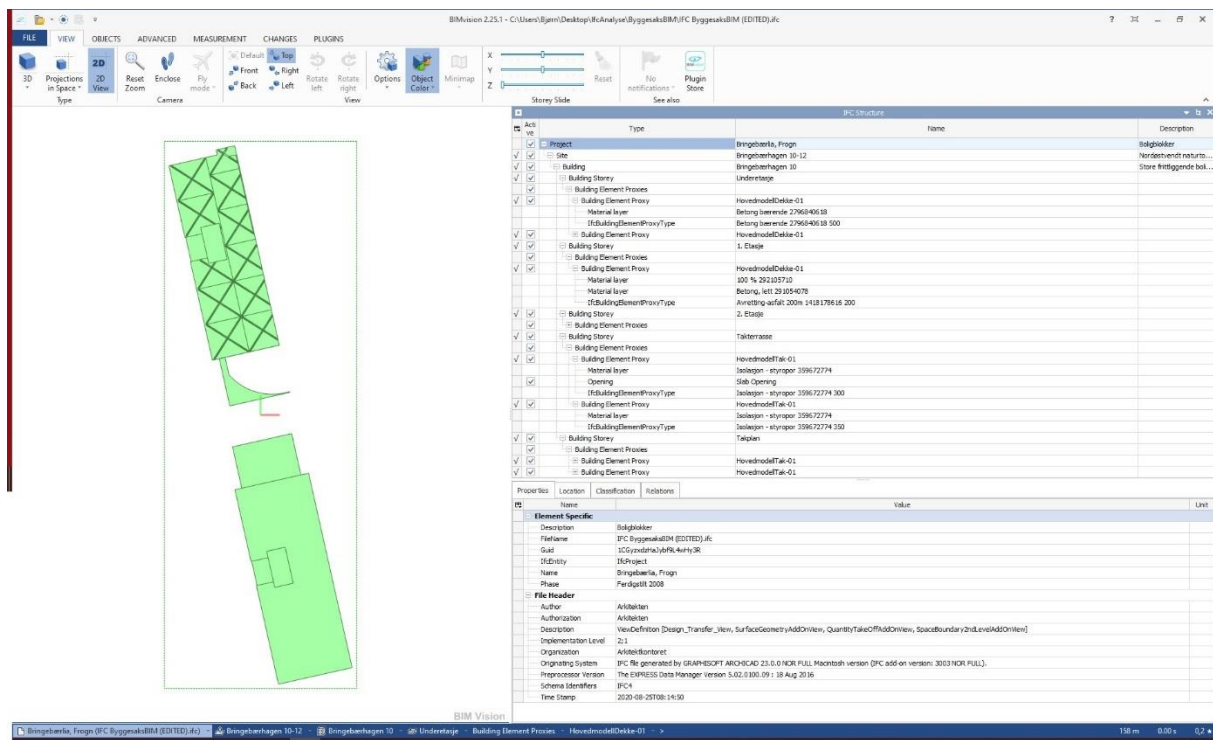 BIMvision 2.25.1 - C:\Users\Bjørn\Desktop\IfcAnalyse\ByggesaksBIM\IFC ByggesaksBIM (EDITED).ifc
FILE VIEW OBJECTS ADVANCED MEASUREMENT CHANGES PLUGINS
3D
Projections in Space
2D
2D View
Type
Reset Zoom
Enclose
Fly mode
Camera
Default Top
Front Right
Back Left
Rotate left
Rotate right
View
Options
Object Color
Minimap
X
Y
Z
Reset
Storey Slide
No notifications
Plugin Store
See also
IFC Structure
Active Type Name Description
Project Bringebærlia, Frogn Boligblokker
Site Bringebærhagen 10-12 Nordøstvendt naturto...
Building Bringebærhagen 10 Store frittliggende boli...
Building Storey Underetasje
Building Element Proxies
Building Element Proxy HovedmodellDekke-01
Material layer Betong bærende 2796840618
IfcBuildingElementProxyType Betong bærende 2796840618 500
Building Element Proxy HovedmodellDekke-01
Building Storey 1. Etasje
Building Element Proxies
Building Element Proxy HovedmodellDekke-01
Material layer 100 % 292105710
Material layer Betong, lett 291054078
IfcBuildingElementProxyType Avretting-asfalt 200m 1418178616 200
Building Storey 2. Etasje
Building Element Proxies
Building Storey Takterrasse
Building Element Proxies
Building Element Proxy HovedmodellTak-01
Material layer Isolasjon - styropor 359672774
Opening Slab Opening
IfcBuildingElementProxyType Isolasjon - styropor 359672774 300
Building Element Proxy HovedmodellTak-01
Material layer Isolasjon - styropor 359672774
IfcBuildingElementProxyType Isolasjon - styropor 359672774 350
Building Storey Takplan
Building Element Proxies
Building Element Proxy HovedmodellTak-01
Building Element Proxy HovedmodellTak-01
Properties Location Classification Relations
Name Value Unit
Element Specific
Description Boligblokker
FileName IFC ByggesaksBIM (EDITED).ifc
Guid
IfcEntity IfcProject
Name Bringebærlia, Frogn
Phase Ferdigstilt 2008
File Header
Author Arkitekten
Authorization Arkitekten
Description ViewDefinition [Design_Transfer_View, SurfaceGeometryAddOnView, QuantityTakeOffAddOnView, SpaceBoundary2ndLevelAddOnView]
Implementation Level 2;1
Organization Arkitektkontoret
Originating System IFC file generated by GRAPHISOFT ARCHICAD 23.0.0 NOR FULL Macintosh version (IFC add-on version: 3003 NOR FULL).
Preprocessor Version The EXPRESS Data Manager Version 5.02.0100.09 : 18 Aug 2016
Schema Identifiers IFC4
Time Stamp 2020-08-25T08:14:50
BIM Vision
Bringebærlia, Frogn (IFC ByggesaksBIM (EDITED).ifc) Bringebærhagen 10-12 Bringebærhagen 10 Underetasje Building Element Proxies HovedmodellDekke-01 > 158 m 0.00 s 0,2